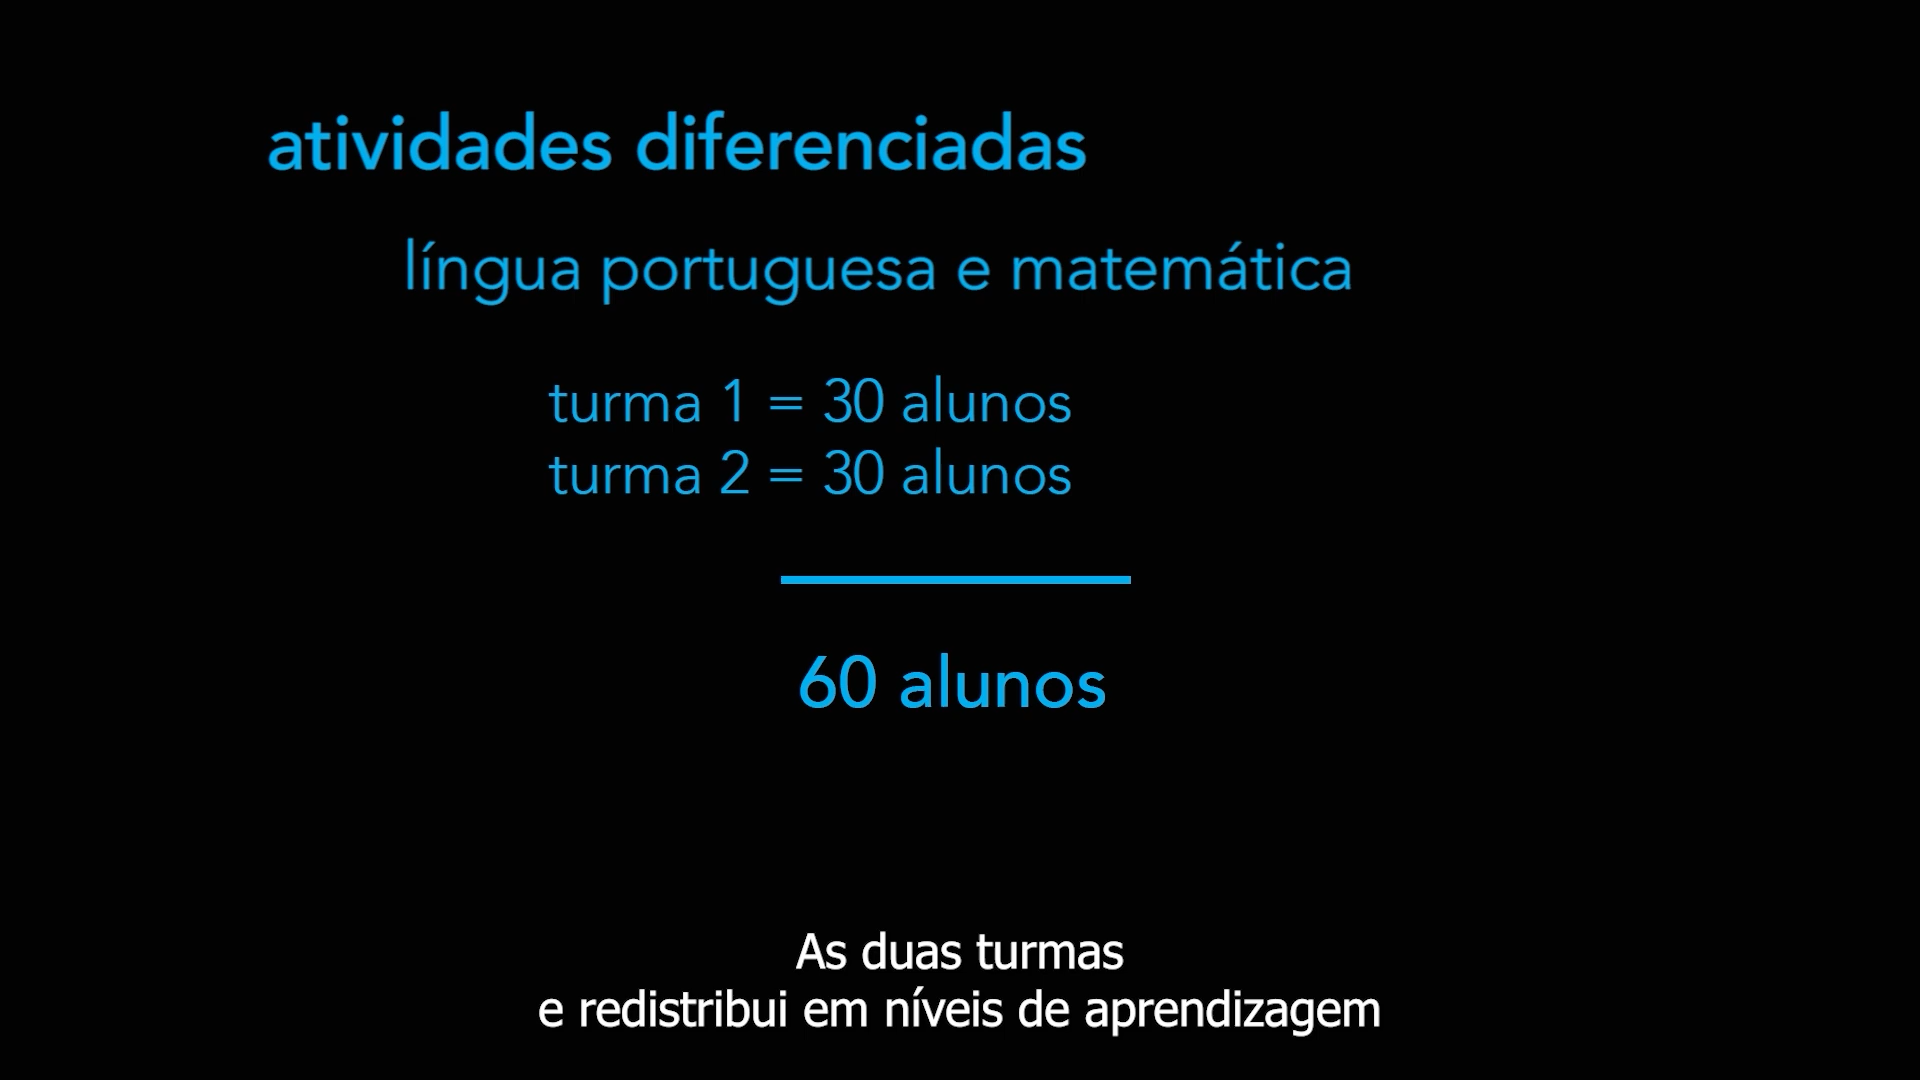 atividades diferenciadas
língua portuguesa e matemática
turma 1 = 30 alunos
turma 2 = 30 alunos
60 alunos
As duas turmas
e redistribui em níveis de aprendizagem